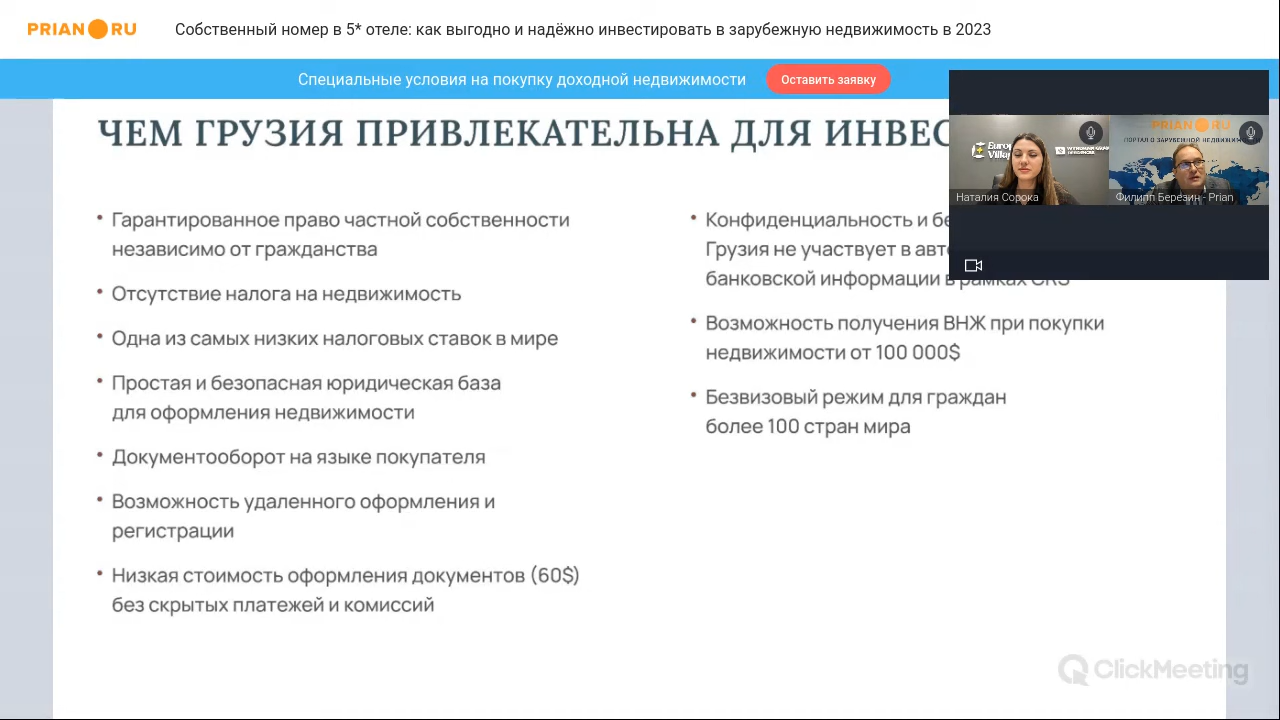 PRIAN RU
Собственный номер в 5* отеле: как выгодно и надёжно инвестировать в зарубежную недвижимость в 2023
Специальные условия на покупку доходной недвижимости
Оставить заявку
ЧЕМ ГРУЗИЯ ПРИВЛЕКАТЕЛЬНА ДЛЯ
PRIAN RU
ПОРТАЛ О ЗАРУБЕЖНОЙ
Наталия Сорока
Филипп Березин - Prian
• Гарантированное право частной собственности
независимо от гражданства
• Отсутствие налога на недвижимость
• Одна из самых низких налоговых ставок в мире
• Простая и безопасная юридическая база
для оформления недвижимости
• Документооборот на языке покупателя
• Возможность удаленного оформления и
регистрации
• Низкая стоимость оформления документов (60$)
без скрытых платежей и комиссий
• Конфиденциальность и
Грузия не участвует в
банковской информации в рамках CRS
• Возможность получения ВНЖ при покупки
недвижимости от 100 000$
• Безвизовый режим для граждан
более 100 стран мира
ClickMeeting